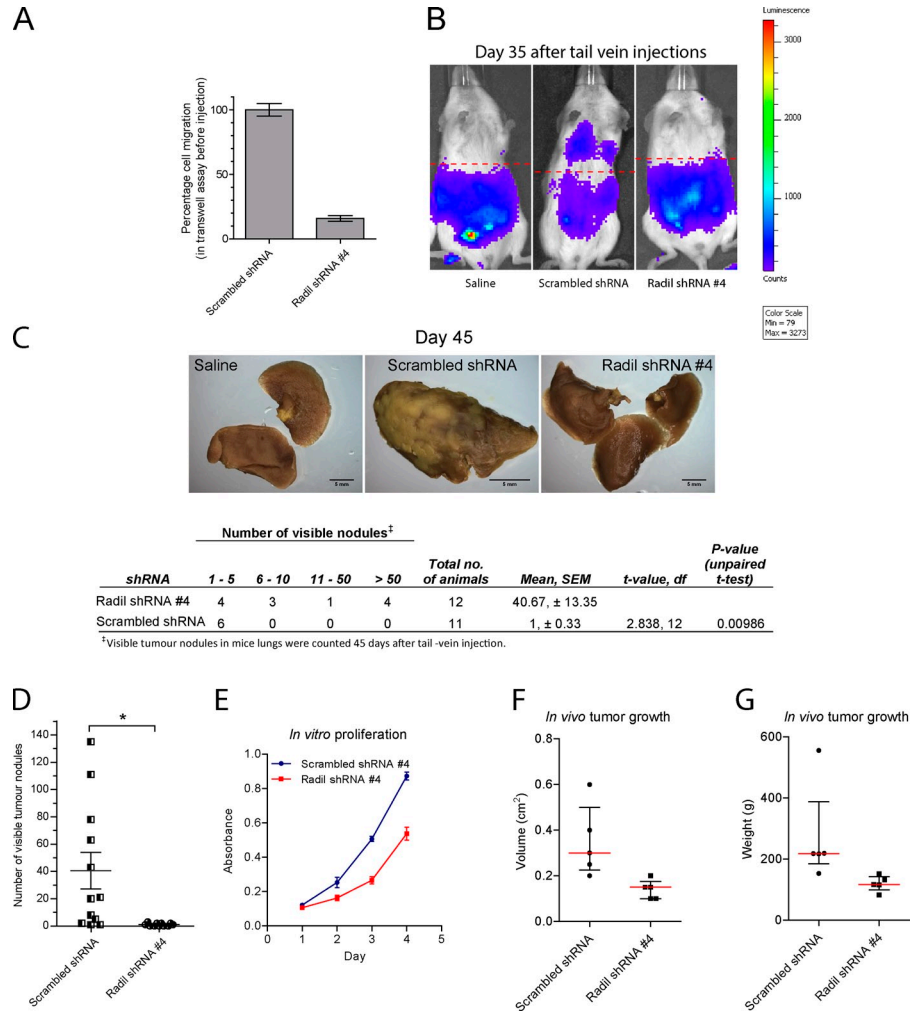 A
Percentage cell migration
(in transwell assay before injection)
100
50
0
Scrambled shRNA
Radil shRNA #4
B
Day 35 after tail vein injections
Saline
Scrambled shRNA
Radil shRNA #4
Luminescence
3000
2000
1000
Counts
Color Scale
Min = 79
Max = 3273
C
Day 45
Saline
Scrambled shRNA
Radil shRNA #4
5 mm
5 mm
5 mm
Number of visible nodules‡
shRNA 1 - 5 6 - 10 11 - 50 > 50 Total no. of animals Mean, SEM t-value, df P-value (unpaired t-test)
Radil shRNA #4 4 3 1 4 12 40.67, ± 13.35
Scrambled shRNA 6 0 0 0 11 1, ± 0.33 2.838, 12 0.00986
‡Visible tumour nodules in mice lungs were counted 45 days after tail -vein injection.
D
*
Number of visible tumour nodules
140
120
100
80
60
40
20
0
Scrambled shRNA
Radil shRNA #4
E
In vitro proliferation
Scrambled shRNA #4
Radil shRNA #4
Absorbance
1.0
0.8
0.6
0.4
0.2
0.0
0 1 2 3 4 5
Day
F
In vivo tumor growth
Volume (cm²)
0.8
0.6
0.4
0.2
0.0
Scrambled shRNA
Radil shRNA #4
G
In vivo tumor growth
Weight (g)
600
400
200
0
Scrambled shRNA
Radil shRNA #4